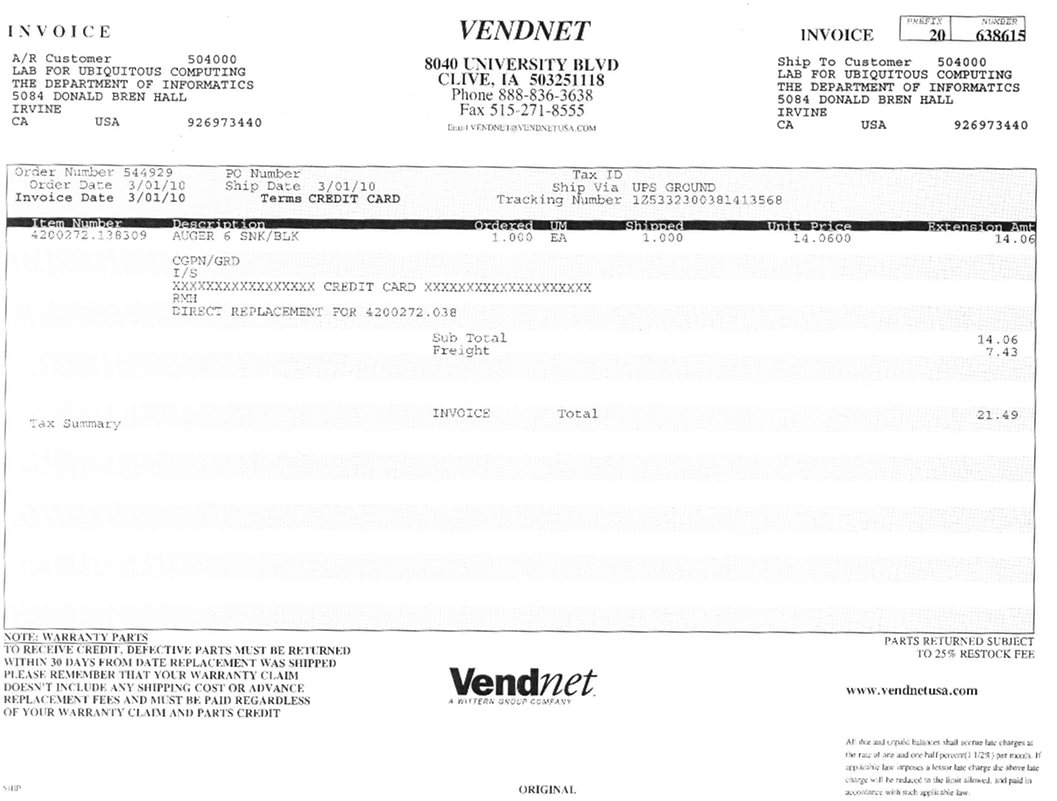 INVOICE
A/R Customer 504000
LAB FOR UBIQUITOUS COMPUTING
THE DEPARTMENT OF INFORMATICS
5084 DONALD BREN HALL
IRVINE
CA USA 926973440
VENDNET
8040 UNIVERSITY BLVD
CLIVE, IA 503251118
Phone 888-836-3638
Fax 515-271-8555
Email VENDNET@VENDNETUSA.COM
PREFIX NUMBER
INVOICE 20 638615
Ship To Customer 504000
LAB FOR UBIQUITOUS COMPUTING
THE DEPARTMENT OF INFORMATICS
5084 DONALD BREN HALL
IRVINE
CA USA 926973440
Order Number 544929 PO Number Tax ID
Order Date 3/01/10 Ship Date 3/01/10 Ship Via UPS GROUND
Invoice Date 3/01/10 Terms CREDIT CARD Tracking Number 1Z5332300381413568
Item Number Description Ordered UM Shipped Unit Price Extension Amt
4200272.138309 AUGER 6 SNK/BLK 1.000 EA 1.000 14.0600 14.06
CGPN/GRD
I/S
XXXXXXXXXXXXXXXXX CREDIT CARD XXXXXXXXXXXXXXXXXXXX
RMH
DIRECT REPLACEMENT FOR 4200272.038
Sub Total 14.06
Freight 7.43
INVOICE Total 21.49
Tax Summary
NOTE: WARRANTY PARTS
TO RECEIVE CREDIT, DEFECTIVE PARTS MUST BE RETURNED
WITHIN 30 DAYS FROM DATE REPLACEMENT WAS SHIPPED
PLEASE REMEMBER THAT YOUR WARRANTY CLAIM
DOESN'T INCLUDE ANY SHIPPING COST OR ADVANCE
REPLACEMENT FEES AND MUST BE PAID REGARDLESS
OF YOUR WARRANTY CLAIM AND PARTS CREDIT
Vendnet
A WITTERN GROUP COMPANY
PARTS RETURNED SUBJECT
TO 25% RESTOCK FEE
www.vendnetusa.com
All due and unpaid balances shall accrue late charges at
the rate of one and one half percent(1 1/2%) per month. If
applicable law imposes a lessor late charge the above late
charge will be reduced to the limit allowed, and paid in
accordance with such applicable law.
SHIP
ORIGINAL